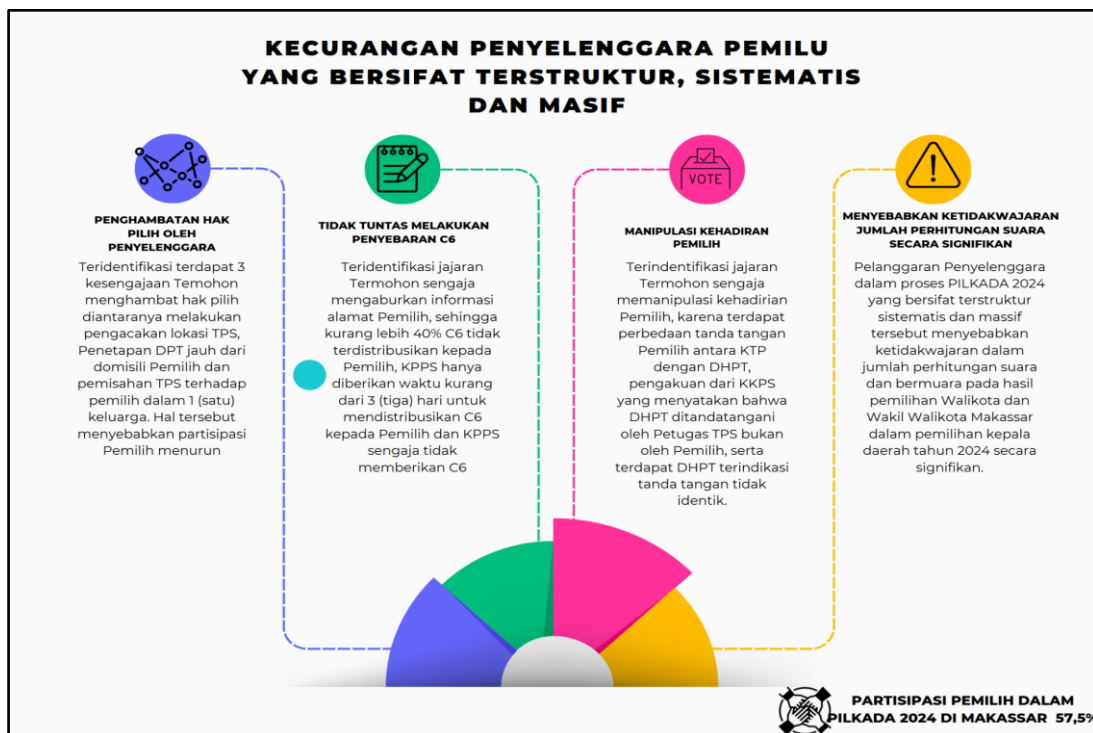 KECURANGAN PENYELENGGARA PEMILU
YANG BERSIFAT TERSTRUKTUR, SISTEMATIS
DAN MASIF
PENGHAMBATAN HAK
PILIH OLEH
PENYELENGGARA
Teridentifikasi terdapat 3
kesengajaan Temohon
menghambat hak pilih
diantaranya melakukan
pengacakan lokasi TPS,
Penetapan DPT jauh dari
domisili Pemilih dan
pemisahan TPS terhadap
pemilih dalam 1 (satu)
keluarga. Hal tersebut
menyebabkan partisipasi
Pemilih menurun
TIDAK TUNTAS MELAKUKAN
PENYEBARAN C6
Teridentifikasi jajaran
Termohon sengaja
mengaburkan informasi
alamat Pemilih, sehingga
kurang lebih 40% C6 tidak
terdistribusikan kepada
Pemilih, KPPS hanya
diberikan waktu kurang
dari 3 (tiga) hari untuk
mendistribusikan C6
kepada Pemilih dan KPPS
sengaja tidak
memberikan C6
VOTE
MANIPULASI KEHADIRAN
PEMILIH
Terindentifikasi jajaran
Termohon sengaja
memanipulasi kehadirian
Pemilih, karena terdapat
perbedaan tanda tangan
Pemilih antara KTP
dengan DHPT,
pengakuan dari KKPS
yang menyatakan bahwa
DHPT ditandatangani
oleh Petugas TPS bukan
oleh Pemilih, serta
terdapat DHPT terindikasi
tanda tangan tidak
identik.
MENYEBABKAN KETIDAKWAJARAN
JUMLAH PERHITUNGAN SUARA
SECARA SIGNIFIKAN
Pelanggaran Penyelenggara
dalam proses PILKADA 2024
yang bersifat terstruktur
sistematis dan massif
tersebut menyebabkan
ketidakwajaran dalam
jumlah perhitungan suara
dan bermuara pada hasil
pemilihan Walikota dan
Wakil Walikota Makassar
dalam pemilihan kepala
daerah tahun 2024 secara
signifikan.
PARTISIPASI PEMILIH DALAM
PILKADA 2024 DI MAKASSAR 57,5%